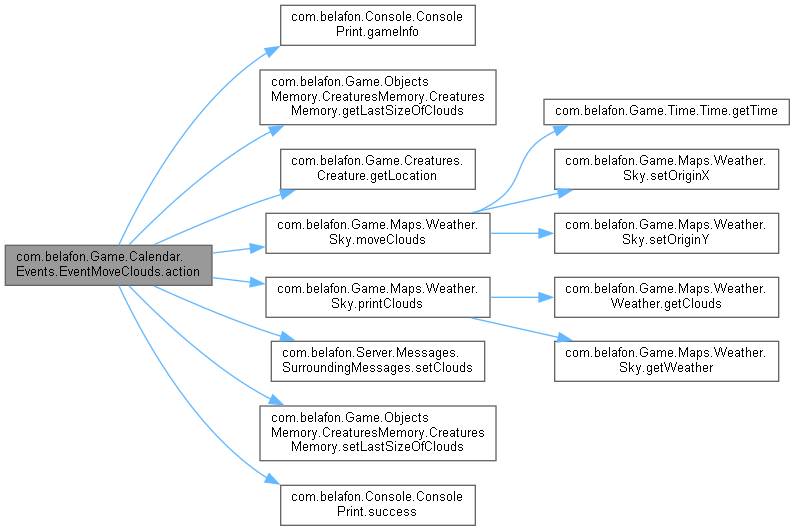 com.belafon.Game.Calendar.
Events.EventMoveClouds.action
com.belafon.Console.Console
Print.gameInfo
com.belafon.Game.Objects
Memory.CreaturesMemory.Creatures
Memory.getLastSizeOfClouds
com.belafon.Game.Creatures.
Creature.getLocation
com.belafon.Game.Maps.Weather.
Sky.moveClouds
com.belafon.Game.Time.Time.getTime
com.belafon.Game.Maps.Weather.
Sky.setOriginX
com.belafon.Game.Maps.Weather.
Sky.setOriginY
com.belafon.Game.Maps.Weather.
Sky.printClouds
com.belafon.Game.Maps.Weather.
Weather.getClouds
com.belafon.Game.Maps.Weather.
Sky.getWeather
com.belafon.Server.Messages.
SurroundingMessages.setClouds
com.belafon.Game.Objects
Memory.CreaturesMemory.Creatures
Memory.setLastSizeOfClouds
com.belafon.Console.Console
Print.success